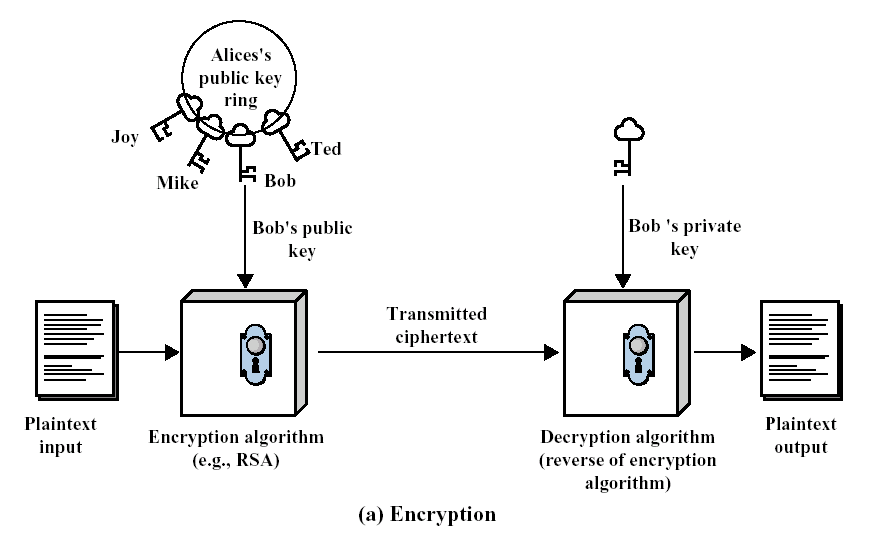 Alices's
public key
ring
Joy
Mike
Bob
Ted
Bob's public
key
Bob 's private
key
Transmitted
ciphertext
Plaintext
input
Encryption algorithm
(e.g., RSA)
Decryption algorithm
(reverse of encryption
algorithm)
Plaintext
output
(a) Encryption